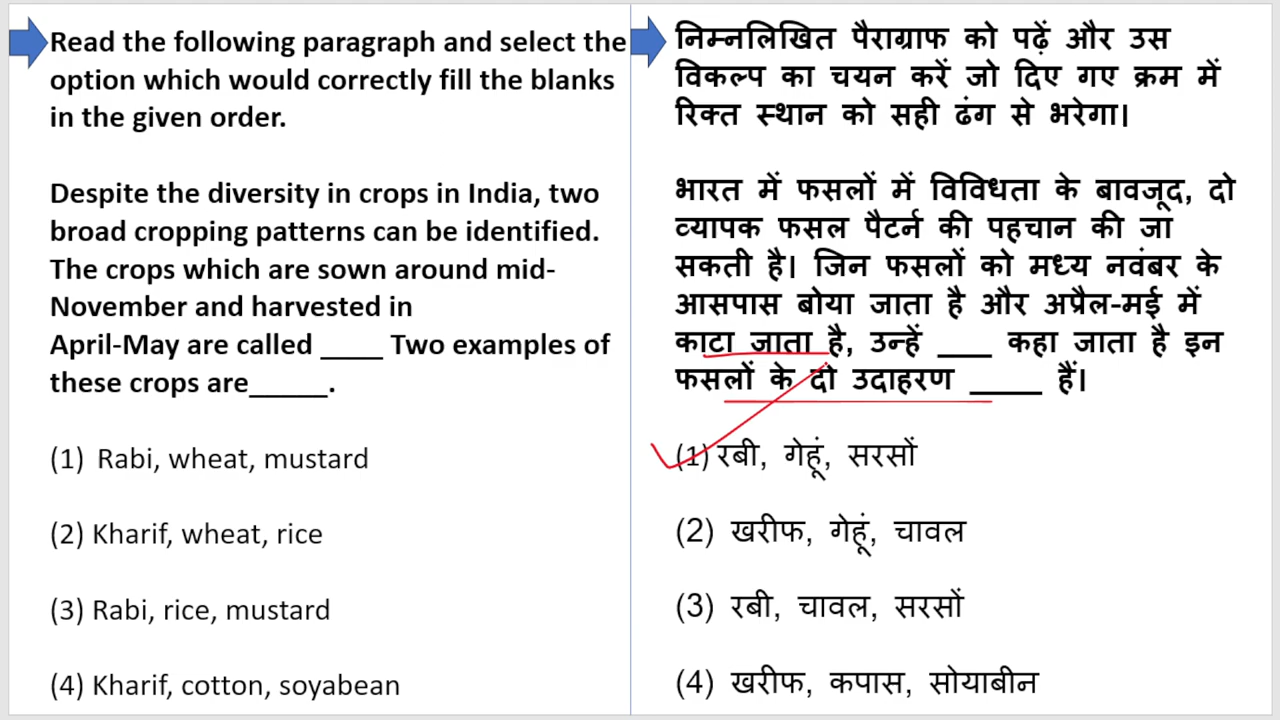 Read the following paragraph and select the
option which would correctly fill the blanks
in the given order.
Despite the diversity in crops in India, two
broad cropping patterns can be identified.
The crops which are sown around mid-
November and harvested in
April-May are called ____ Two examples of
these crops are_____.
(1) Rabi, wheat, mustard
(2) Kharif, wheat, rice
(3) Rabi, rice, mustard
(4) Kharif, cotton, soyabean
निम्नलिखित पैराग्राफ को पढ़ें और उस
विकल्प का चयन करें जो दिए गए क्रम में
रिक्त स्थान को सही ढंग से भरेगा।
भारत में फसलों में विविधता के बावजूद, दो
व्यापक फसल पैटर्न की पहचान की जा
सकती है। जिन फसलों को मध्य नवंबर के
आसपास बोया जाता है और अप्रैल-मई में
काटा जाता है, उन्हें ___ कहा जाता है इन
फसलों के दो उदाहरण ____ हैं।
(1) रबी, गेहूं, सरसों
(2) खरीफ, गेहूं, चावल
(3) रबी, चावल, सरसों
(4) खरीफ, कपास, सोयाबीन